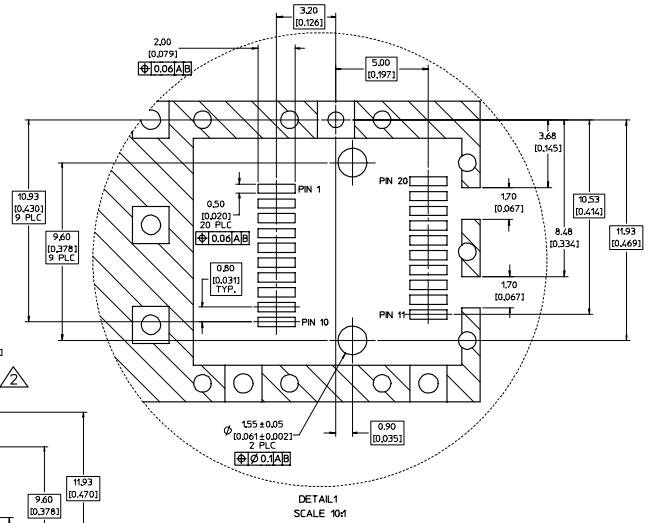 3.20
[0.126]
2.00
[0.079]
⌖ 0.06 A B
5.00
[0.197]
3.68
[0.145]
10.93
[0.430]
9 PLC
PIN 1
PIN 20
0.50
[0.020]
20 PLC
⌖ 0.06 A B
1.70
[0.067]
10.53
[0.414]
9.60
[0.378]
9 PLC
8.48
[0.334]
11.93
[0.469]
0.80
[0.031]
TYP.
1.70
[0.067]
PIN 10
PIN 11
2
Ø 1.55 ±0.05
[0.061±0.002]
2 PLC
⌖ Ø 0.1 A B
0.90
[0.035]
11.93
[0.470]
9.60
[0.378]
DETAIL1
SCALE 10:1